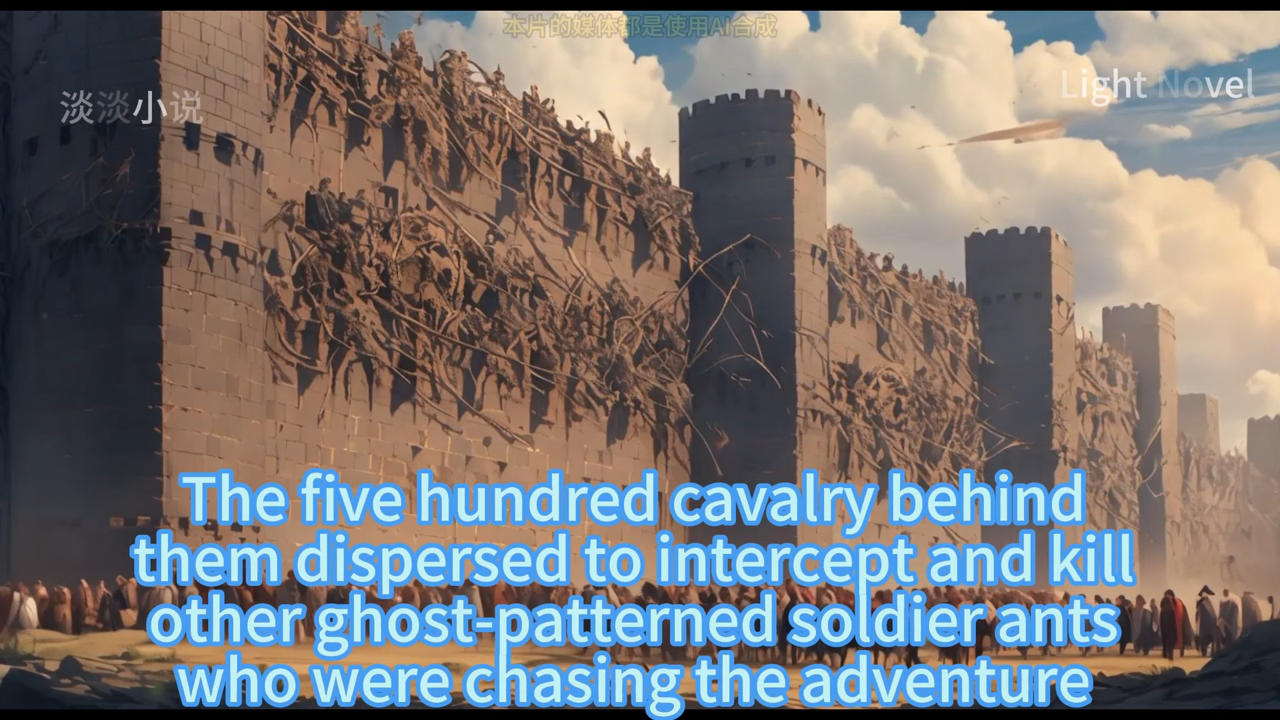 本片的媒体都是使用AI合成
淡淡小说
Light Novel
The five hundred cavalry behind
them dispersed to intercept and kill
other ghost-patterned soldier ants
who were chasing the adventure